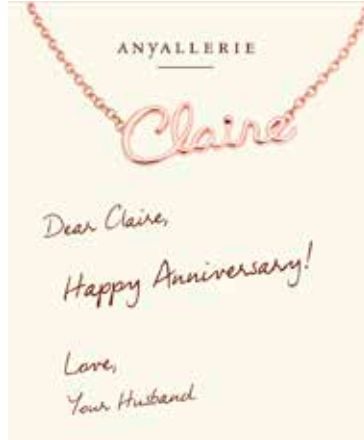 ANYALLERIE
Claire
Dear Claire,
Happy Anniversary!
Love,
Your Husband